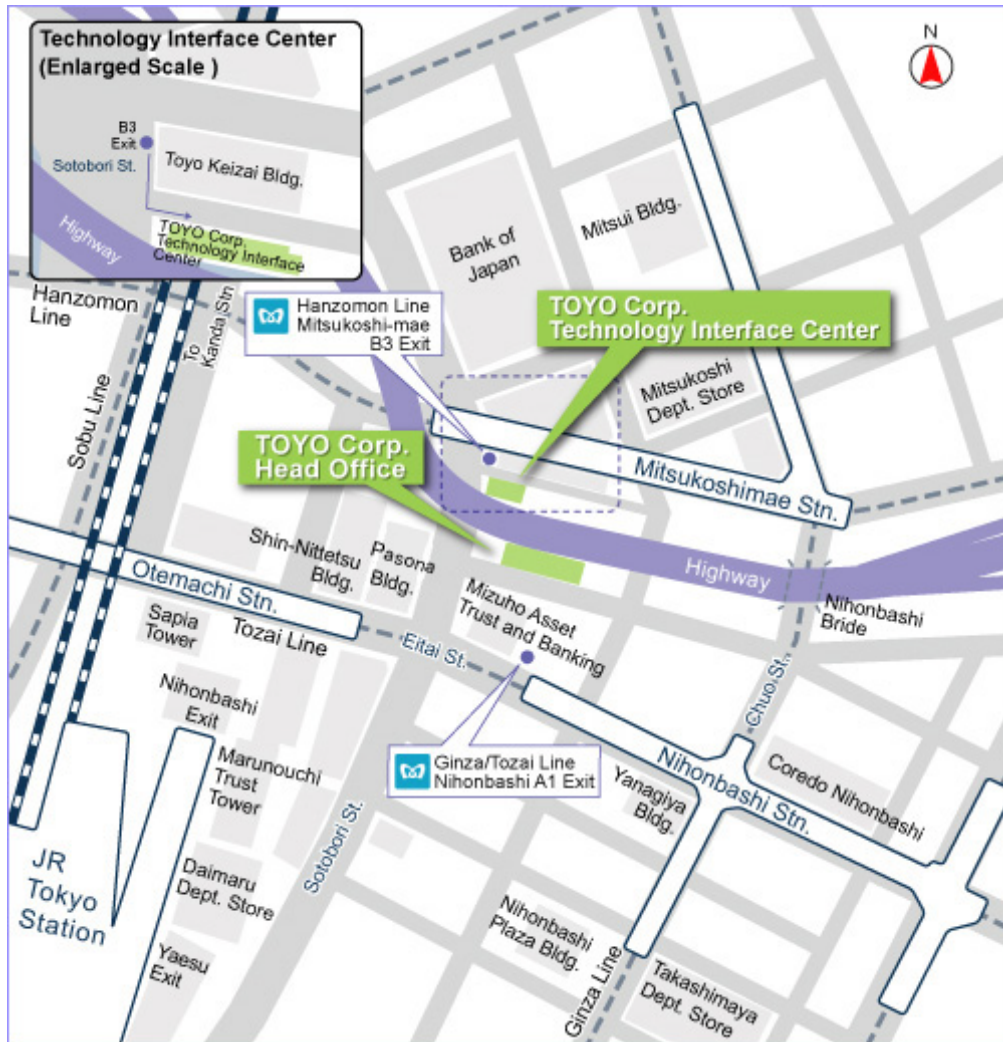 Technology Interface Center
(Enlarged Scale )
B3
Exit
Sotobori St.
Toyo Keizai Bldg.
Highway
TOYO Corp.
Technology Interface
Center
N
Hanzomon
Line
To
Kanda Stn
Sobu Line
Hanzomon Line
Mitsukoshi-mae
B3 Exit
Bank of
Japan
Mitsui Bldg.
TOYO Corp.
Technology Interface Center
Mitsukoshi
Dept. Store
TOYO Corp.
Head Office
Mitsukoshimae Stn.
Highway
Nihonbashi
Bride
Shin-Nittetsu
Bldg.
Pasona
Bldg.
Otemachi Stn.
Sapia
Tower
Tozai Line
Eitai St.
Mizuho Asset
Trust and Banking
Chuo St.
Nihonbashi
Exit
Marunouchi
Trust
Tower
Ginza/Tozai Line
Nihonbashi A1 Exit
Yanagiya
Bldg.
Nihonbashi Stn.
Coredo Nihonbashi
Sotobori St.
JR
Tokyo
Station
Daimaru
Dept. Store
Yaesu
Exit
Nihonbashi
Plaza Bldg.
Ginza Line
Takashimaya
Dept. Store